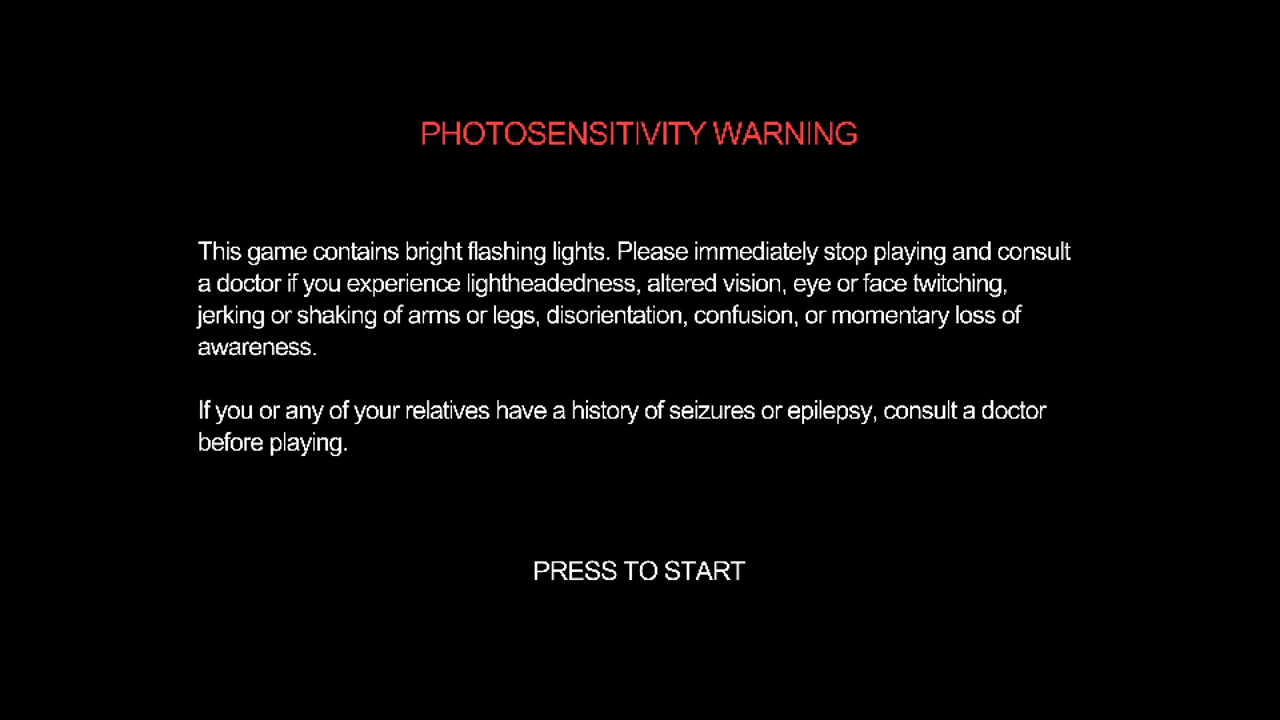 PHOTOSENSITIVITY WARNING
This game contains bright flashing lights. Please immediately stop playing and consult
a doctor if you experience lightheadedness, altered vision, eye or face twitching,
jerking or shaking of arms or legs, disorientation, confusion, or momentary loss of
awareness.
If you or any of your relatives have a history of seizures or epilepsy, consult a doctor
before playing.
PRESS TO START